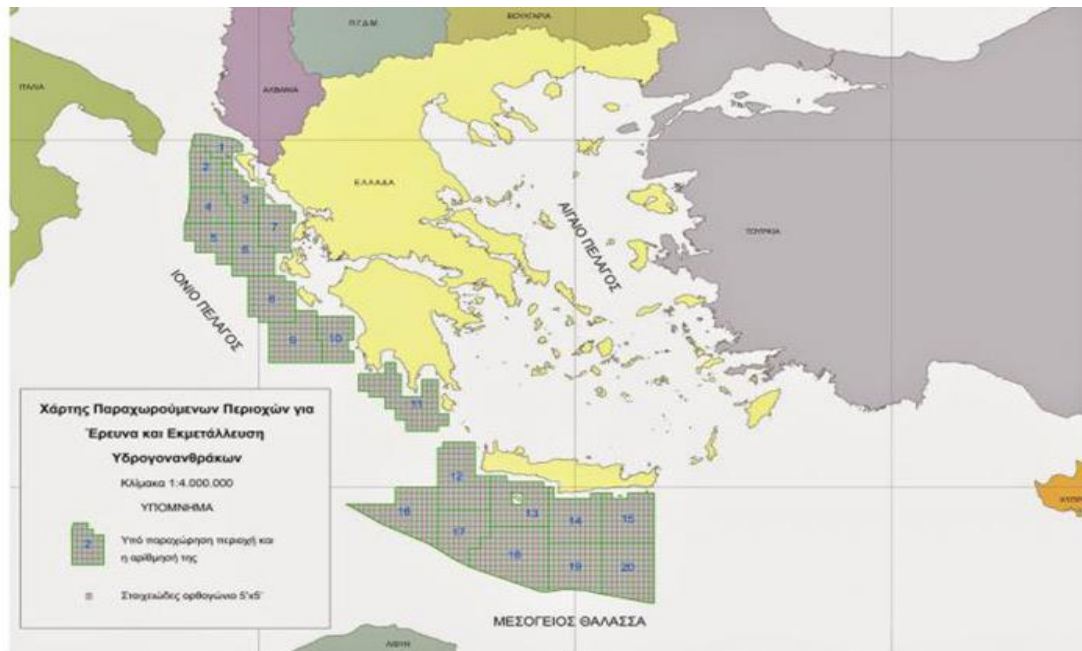 Π.Γ.Δ.Μ.
ΒΟΥΛΓΑΡΙΑ
ΙΤΑΛΙΑ
ΑΛΒΑΝΙΑ
ΕΛΛΑΔΑ
ΤΟΥΡΚΙΑ
ΑΙΓΑΙΟ ΠΕΛΑΓΟΣ
ΙΟΝΙΟ ΠΕΛΑΓΟΣ
1
2
3
4
7
5
6
8
9
10
11
12
16
13
14
15
17
18
19
20
Χάρτης Παραχωρούμενων Περιοχών για
Έρευνα και Εκμετάλλευση
Υδρογονανθράκων
Κλίμακα 1:4.000.000
ΥΠΟΜΝΗΜΑ
2
Υπό παραχώρηση περιοχή και
η αρίθμησή της
Στοιχειώδες ορθογώνιο 5'x5'
ΜΕΣΟΓΕΙΟΣ ΘΑΛΑΣΣΑ
ΛΙΒΥΗ